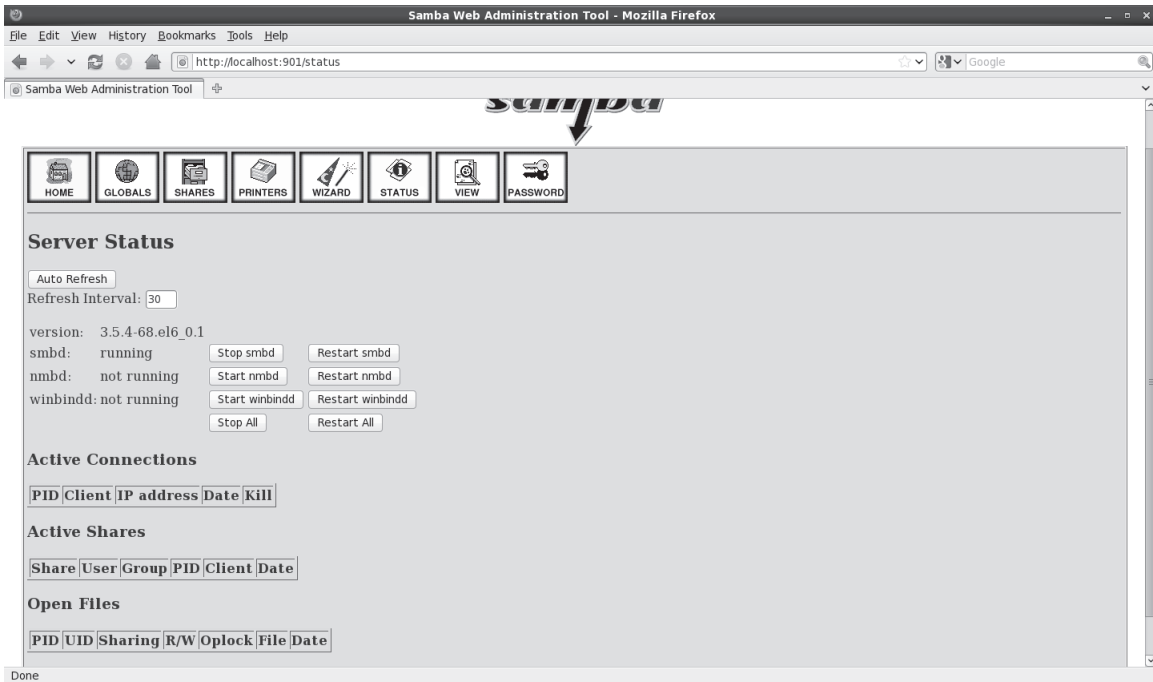 Samba Web Administration Tool - Mozilla Firefox
File Edit View History Bookmarks Tools Help
http://localhost:901/status
Google
Samba Web Administration Tool
samba
HOME GLOBALS SHARES PRINTERS WIZARD STATUS VIEW PASSWORD
Server Status
Auto Refresh
Refresh Interval: 30
version: 3.5.4-68.el6_0.1
smbd: running Stop smbd Restart smbd
nmbd: not running Start nmbd Restart nmbd
winbindd: not running Start winbindd Restart winbindd
Stop All Restart All
Active Connections
PID Client IP address Date Kill
Active Shares
Share User Group PID Client Date
Open Files
PID UID Sharing R/W Oplock File Date
Done